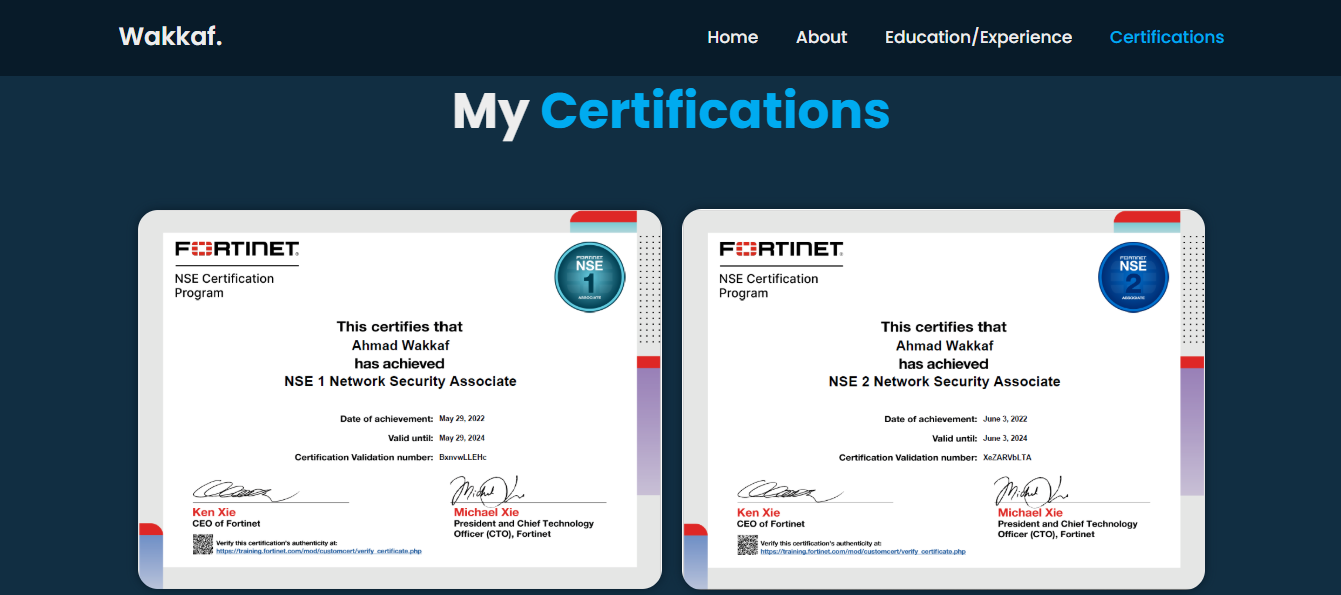 Wakkaf.
Home About Education/Experience Certifications
My Certifications
FORTINET®
NSE Certification
Program
FORTINET
NSE
1
ASSOCIATE
This certifies that
Ahmad Wakkaf
has achieved
NSE 1 Network Security Associate
Date of achievement: May 29, 2022
Valid until: May 29, 2024
Certification Validation number: BxnvwLLEHc
Ken Xie
CEO of Fortinet
Michael Xie
President and Chief Technology
Officer (CTO), Fortinet
Verify this certification's authenticity at:
https://training.fortinet.com/mod/customcert/verify_certificate.php
FORTINET®
NSE Certification
Program
FORTINET
NSE
2
ASSOCIATE
This certifies that
Ahmad Wakkaf
has achieved
NSE 2 Network Security Associate
Date of achievement: June 3, 2022
Valid until: June 3, 2024
Certification Validation number: XeZARVbLTA
Ken Xie
CEO of Fortinet
Michael Xie
President and Chief Technology
Officer (CTO), Fortinet
Verify this certification's authenticity at:
https://training.fortinet.com/mod/customcert/verify_certificate.php